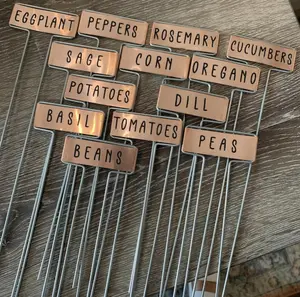 EGGPLANT
PEPPERS
ROSEMARY
CUCUMBERS
SAGE
CORN
OREGANO
POTATOES
DILL
BASIL
TOMATOES
PEAS
BEANS